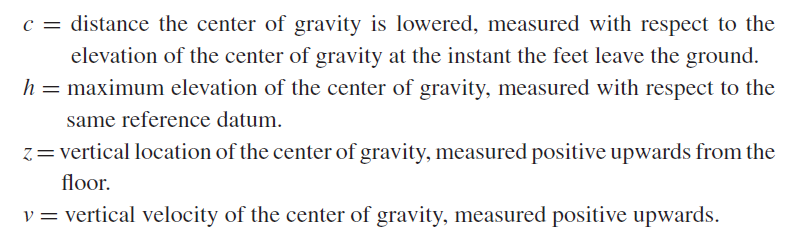 c = distance the center of gravity is lowered, measured with respect to the
elevation of the center of gravity at the instant the feet leave the ground.
h = maximum elevation of the center of gravity, measured with respect to the
same reference datum.
z = vertical location of the center of gravity, measured positive upwards from the
floor.
v = vertical velocity of the center of gravity, measured positive upwards.